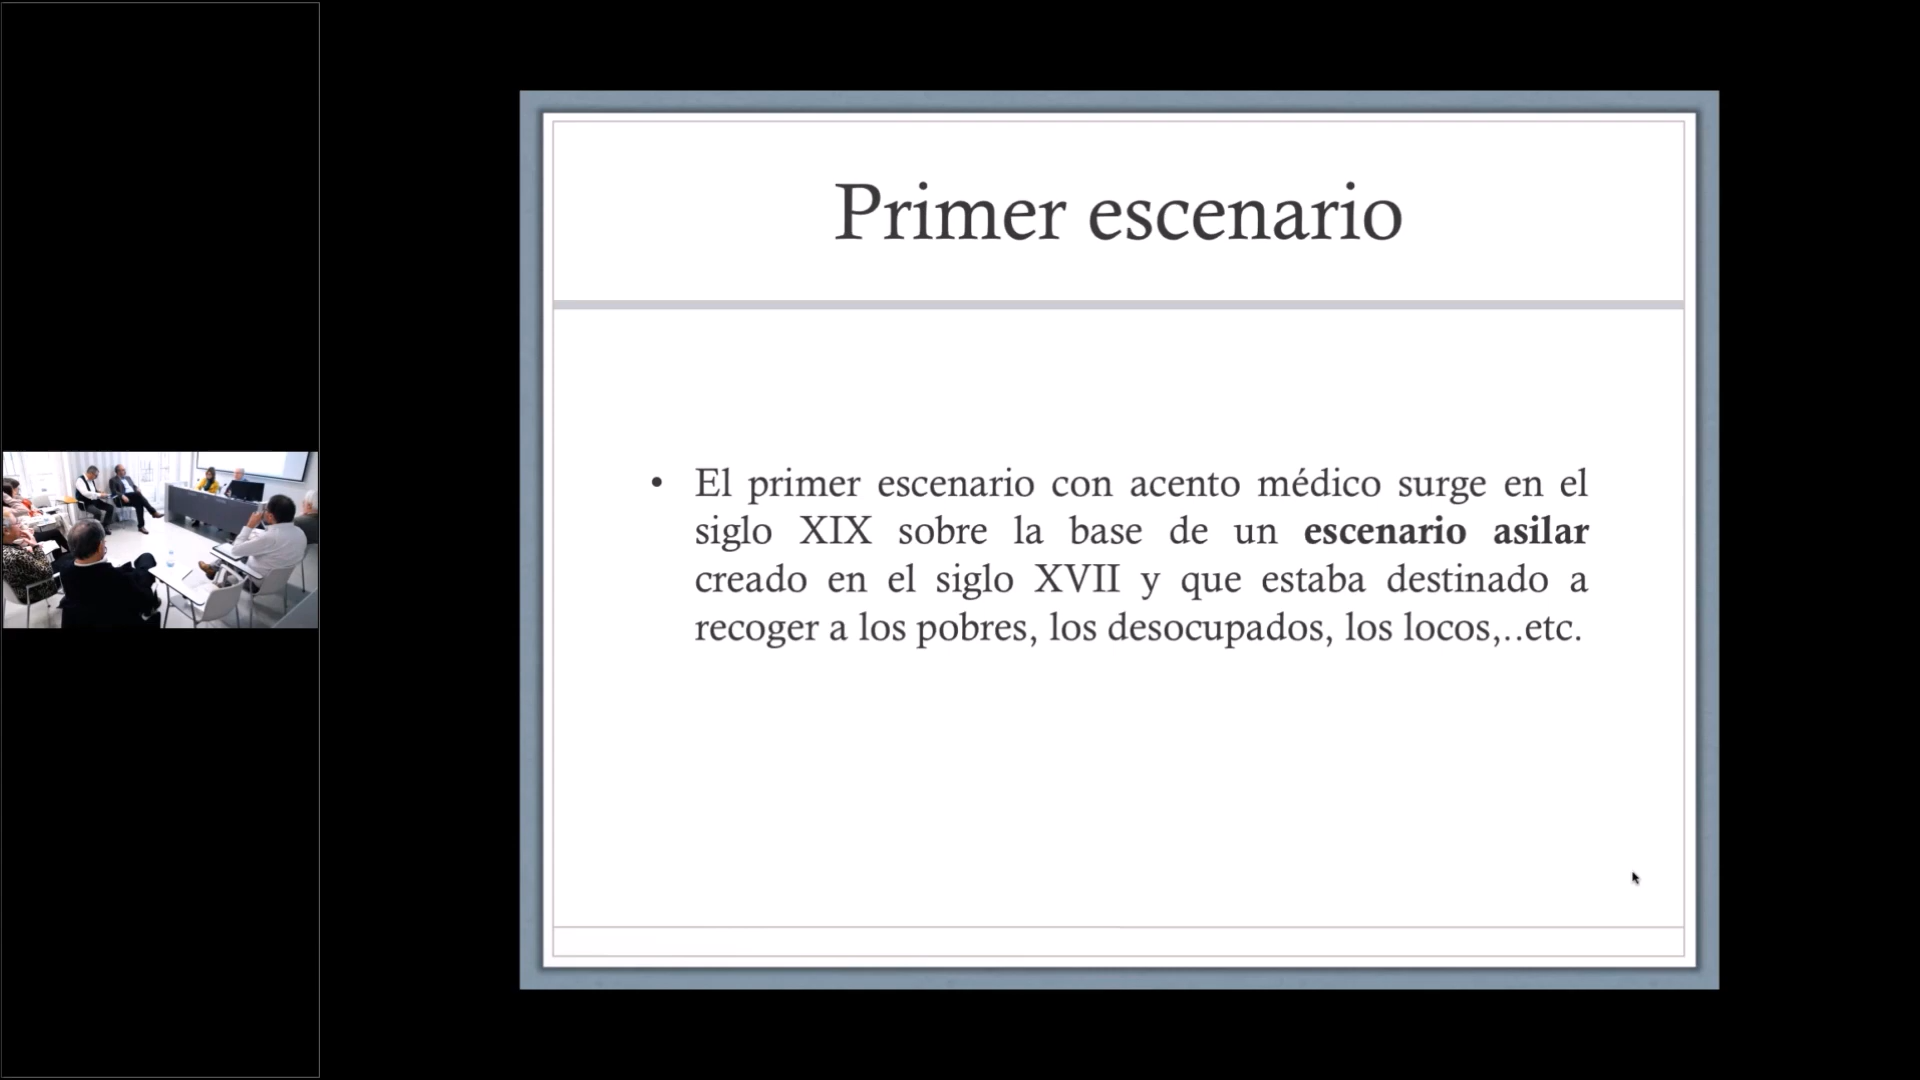 Primer escenario
• El primer escenario con acento médico surge en el
siglo XIX sobre la base de un escenario asilar
creado en el siglo XVII y que estaba destinado a
recoger a los pobres, los desocupados, los locos,..etc.